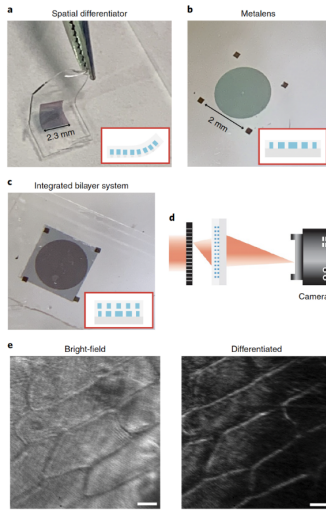 a
Spatial differentiator
2.3 mm
b
Metalens
2 mm
c
Integrated bilayer system
d
Camera
e
Bright-field
Differentiated